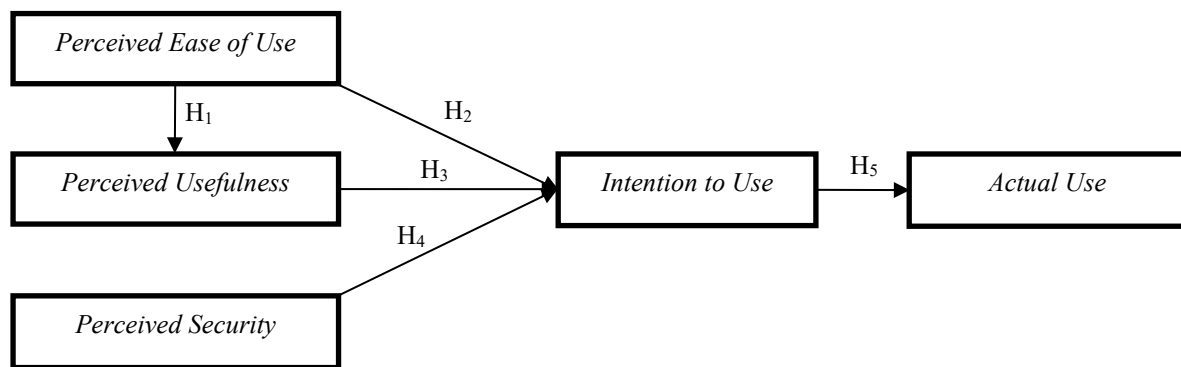 Perceived Ease of Use
H₁
H₂
Perceived Usefulness
H₃
Intention to Use
H₅
Actual Use
H₄
Perceived Security